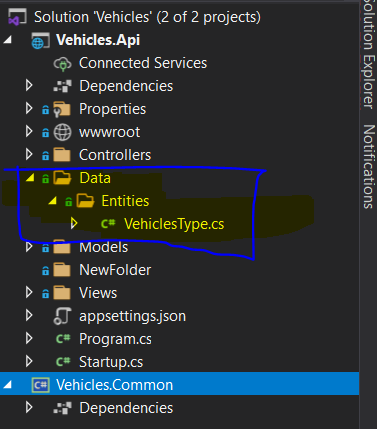 Solution 'Vehicles' (2 of 2 projects)
Vehicles.Api
Connected Services
Dependencies
Properties
wwwroot
Controllers
Data
Entities
C# VehiclesType.cs
Models
NewFolder
Views
appsettings.json
C# Program.cs
C# Startup.cs
C# Vehicles.Common
Dependencies
Solution Explorer
Notifications